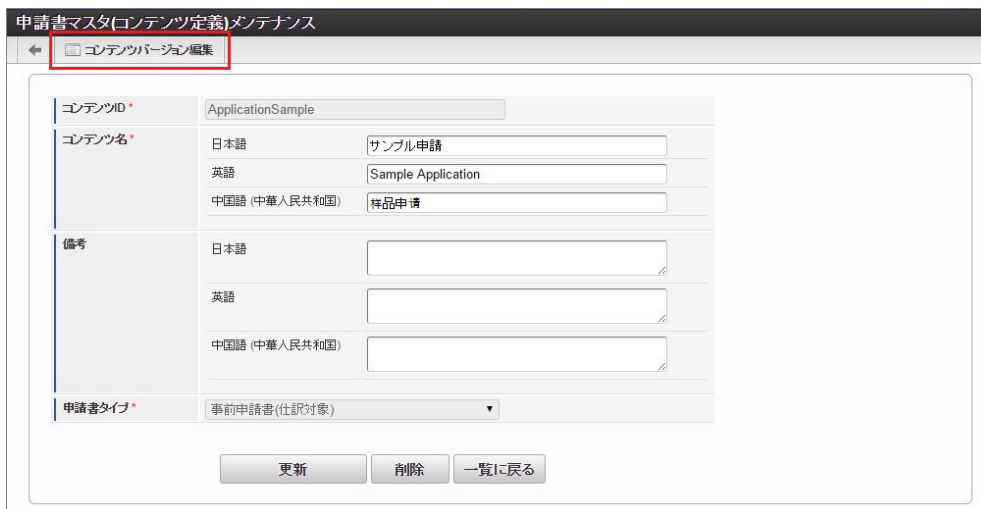 申請書マスタ(コンテンツ定義)メンテナンス
コンテンツバージョン編集
コンテンツID* ApplicationSample
コンテンツ名* 日本語 サンプル申請
英語 Sample Application
中国語 (中華人民共和国) 样品申请
備考 日本語
英語
中国語 (中華人民共和国)
申請書タイプ* 事前申請書(仕訳対象)
更新 削除 一覧に戻る